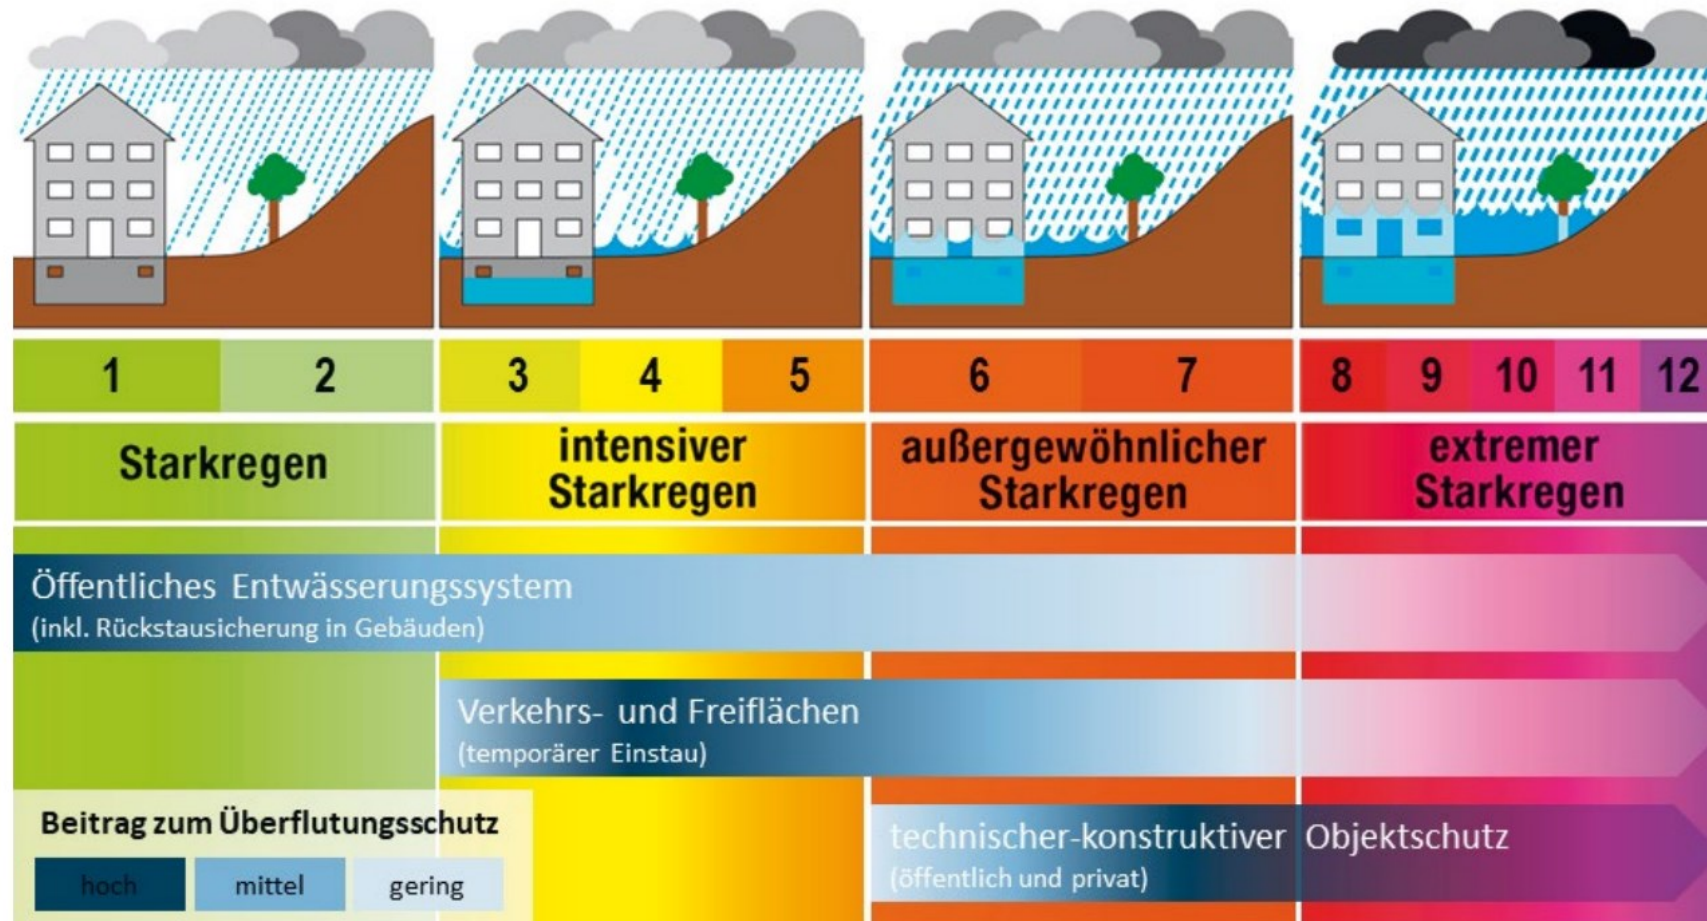 1 2 3 4 5 6 7 8 9 10 11 12
Starkregen
intensiver
Starkregen
außergewöhnlicher
Starkregen
extremer
Starkregen
Öffentliches Entwässerungssystem
(inkl. Rückstausicherung in Gebäuden)
Verkehrs- und Freiflächen
(temporärer Einstau)
technischer-konstruktiver Objektschutz
(öffentlich und privat)
Beitrag zum Überflutungsschutz
hoch mittel gering